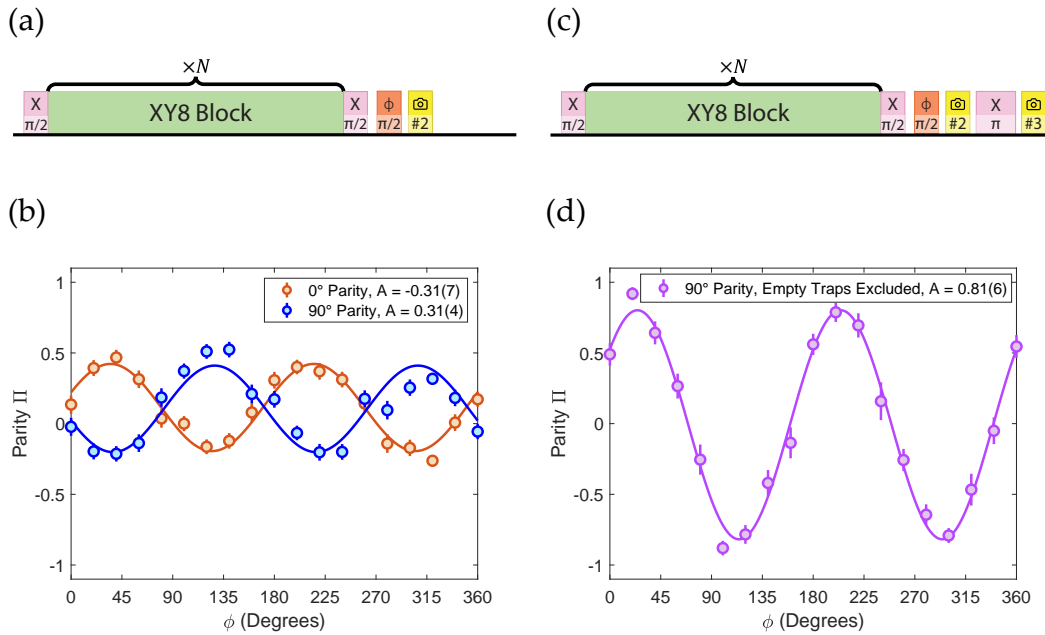 (a)
×N
X
π/2
XY8 Block
X
π/2
ϕ
π/2
#2
(b)
1
0.5
0
-0.5
-1
Parity Π
0° Parity, A = -0.31(7)
90° Parity, A = 0.31(4)
0 45 90 135 180 225 270 315 360
ϕ (Degrees)
(c)
×N
X
π/2
XY8 Block
X
π/2
ϕ
π/2
#2
X
π
#3
(d)
1
0.5
0
-0.5
-1
Parity Π
90° Parity, Empty Traps Excluded, A = 0.81(6)
0 45 90 135 180 225 270 315 360
ϕ (Degrees)